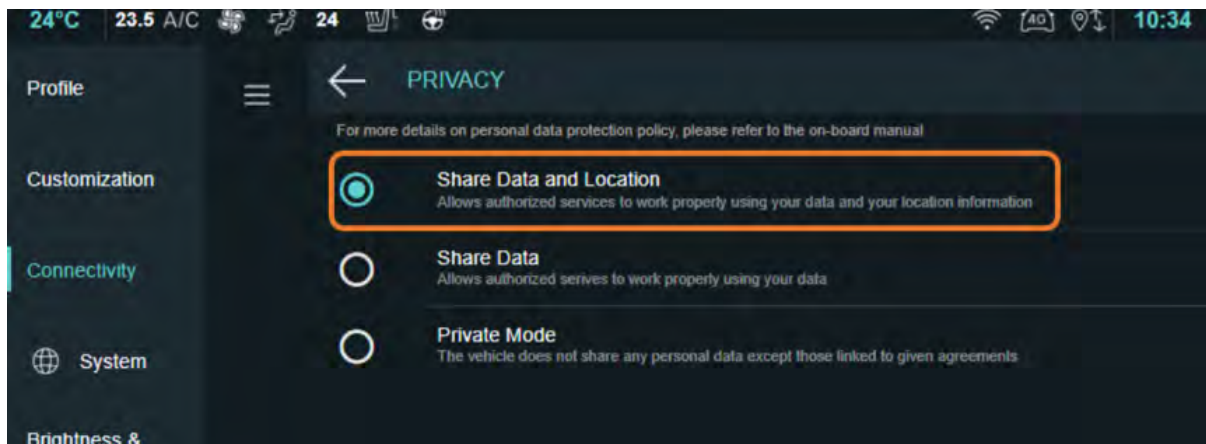 24°C 23.5 A/C 24 4G 10:34
Profile
PRIVACY
For more details on personal data protection policy, please refer to the on-board manual
Customization
Share Data and Location
Allows authorized services to work properly using your data and your location information
Connectivity
Share Data
Allows authorized serives to work properly using your data
System
Private Mode
The vehicle does not share any personal data except those linked to given agreements
Brightness &